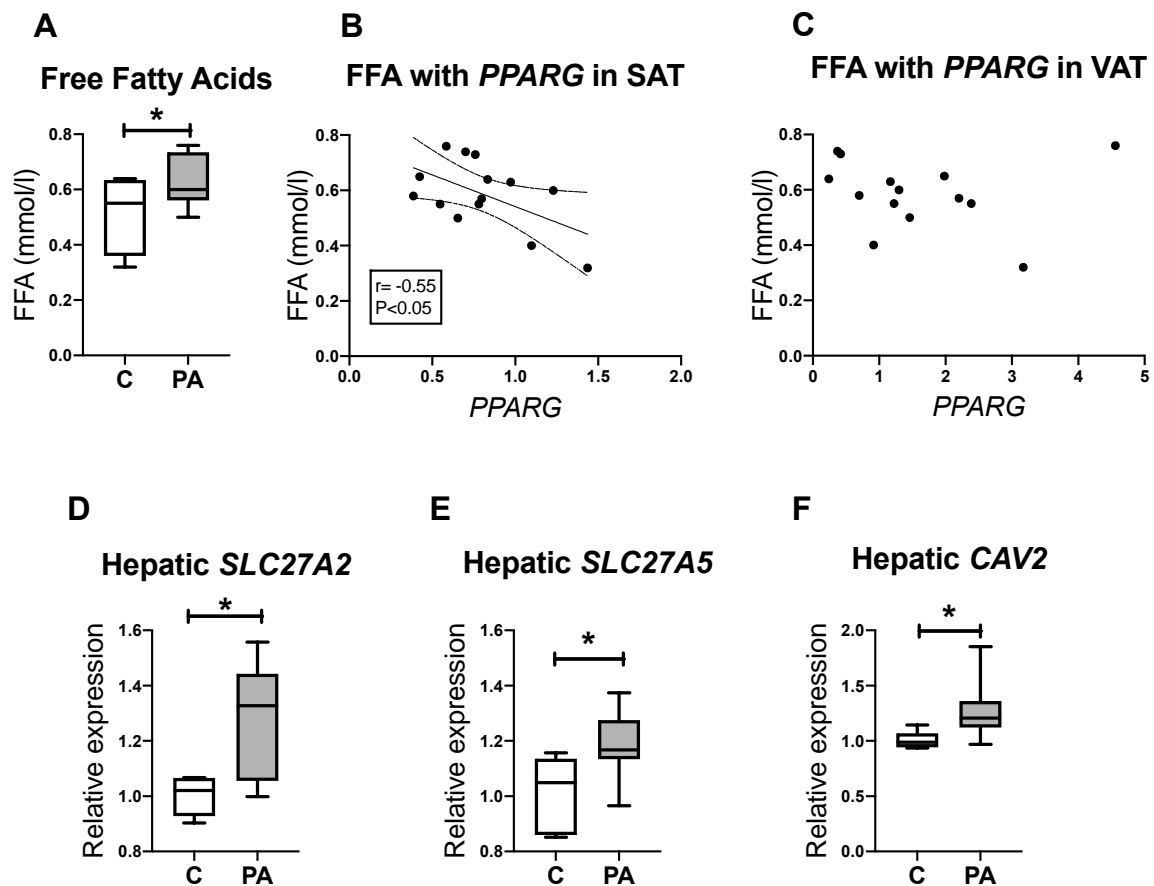 A
Free Fatty Acids
*
FFA (mmol/l)
0.8
0.6
0.4
0.2
0.0
C PA
B
FFA with PPARG in SAT
FFA (mmol/l)
0.8
0.6
0.4
0.2
0.0
r= -0.55
P<0.05
0.0 0.5 1.0 1.5 2.0
PPARG
C
FFA with PPARG in VAT
FFA (mmol/l)
0.8
0.6
0.4
0.2
0.0
0 1 2 3 4 5
PPARG
D
Hepatic SLC27A2
*
Relative expression
1.6
1.4
1.2
1.0
0.8
C PA
E
Hepatic SLC27A5
*
Relative expression
1.6
1.4
1.2
1.0
0.8
C PA
F
Hepatic CAV2
*
Relative expression
2.0
1.5
1.0
0.5
0.0
C PA